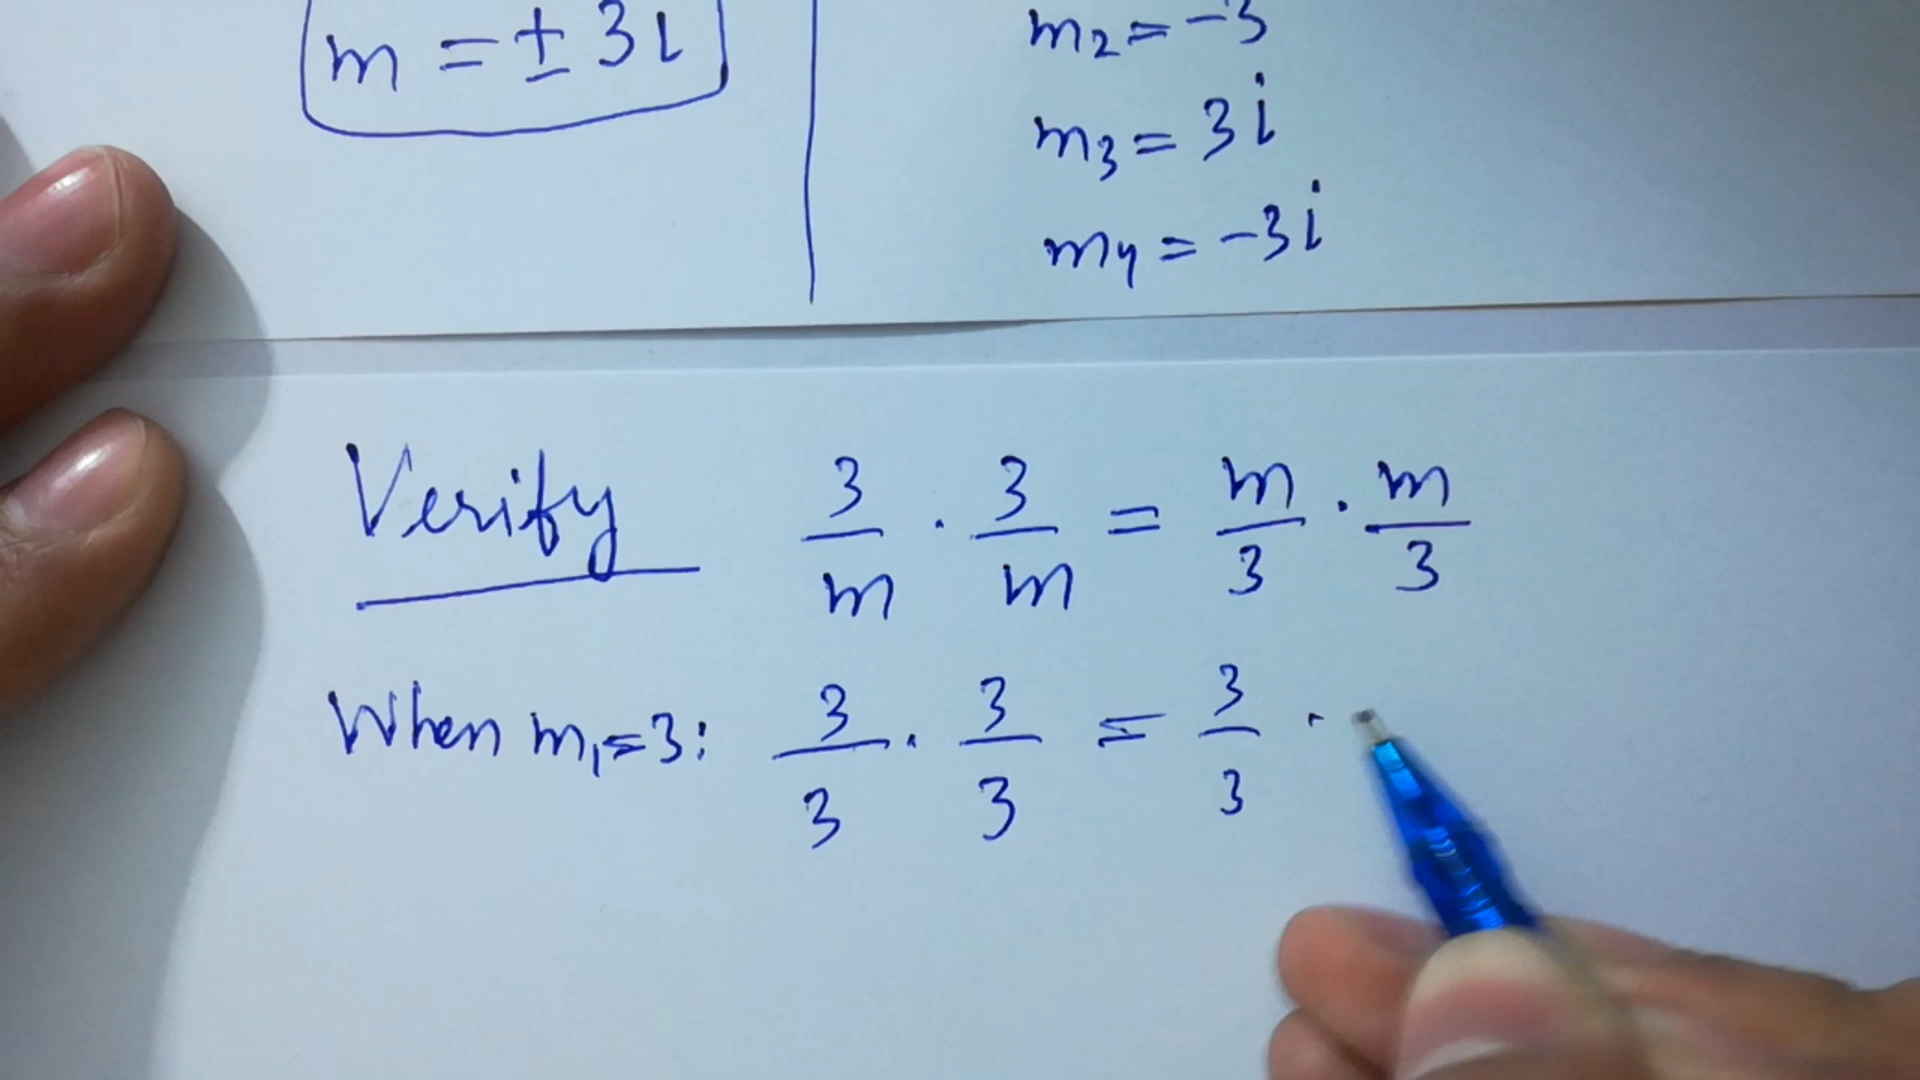 m = ± 3i
m2 = -3
m3 = 3i
m4 = -3i
Verify 3/m · 3/m = m/3 · m/3
When m1=3: 3/3 · 3/3 = 3/3 ·